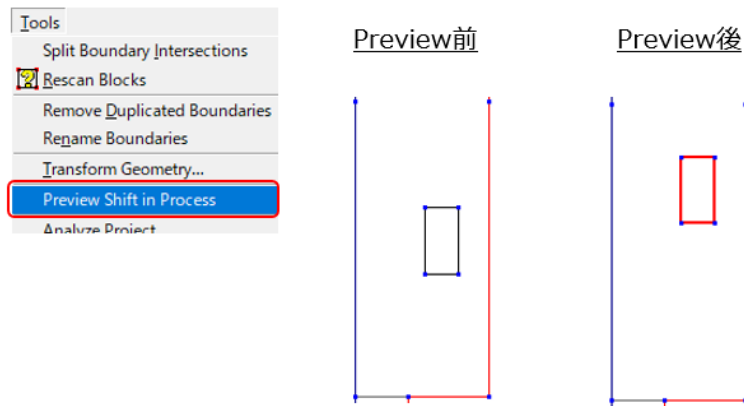 Tools
Split Boundary Intersections
Rescan Blocks
Remove Duplicated Boundaries
Rename Boundaries
Transform Geometry...
Preview Shift in Process
Analyze Project
Preview前
Preview後